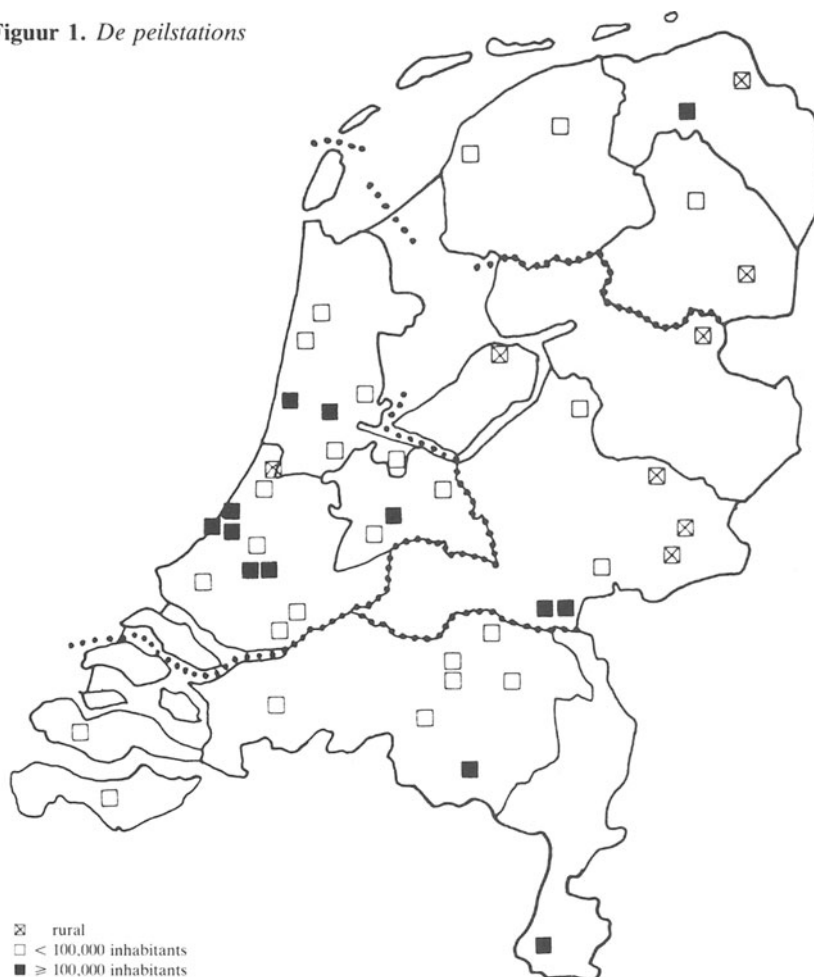 Figuur 1. De peilstations
rural
< 100,000 inhabitants
≥ 100,000 inhabitants